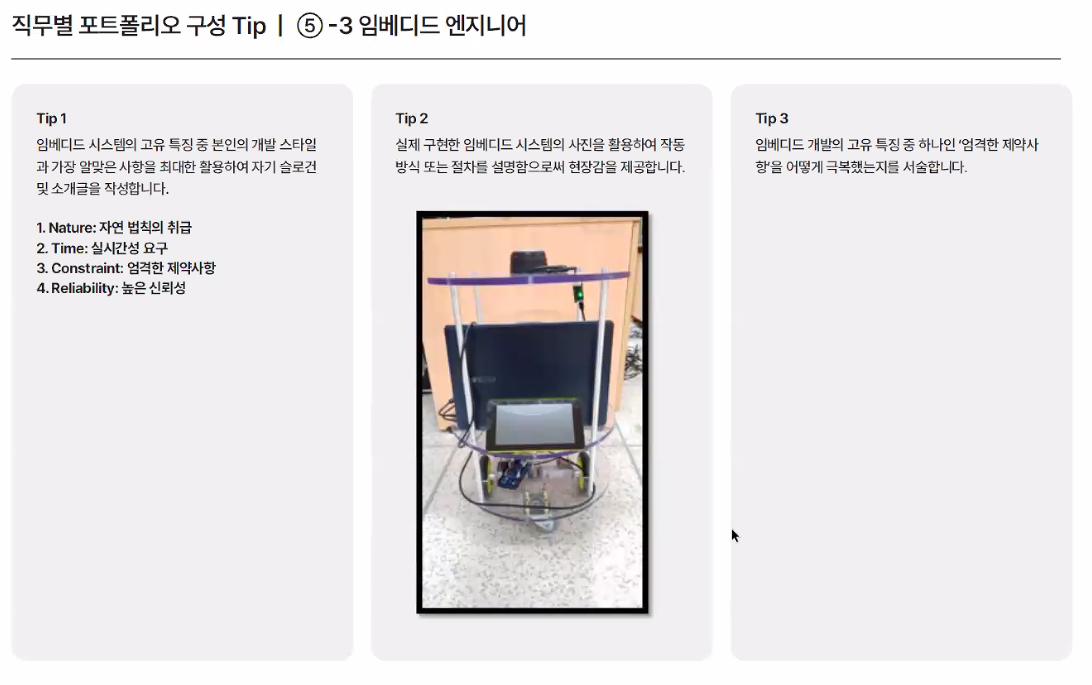 직무별 포트폴리오 구성 Tip | ⑤-3 임베디드 엔지니어
Tip 1
임베디드 시스템의 고유 특징 중 본인의 개발 스타일
과 가장 알맞은 사항을 최대한 활용하여 자기 슬로건
및 소개글을 작성합니다.
1. Nature: 자연 법칙의 취급
2. Time: 실시간성 요구
3. Constraint: 엄격한 제약사항
4. Reliability: 높은 신뢰성
Tip 2
실제 구현한 임베디드 시스템의 사진을 활용하여 작동
방식 또는 절차를 설명함으로써 현장감을 제공합니다.
Tip 3
임베디드 개발의 고유 특징 중 하나인 ‘엄격한 제약사
항’을 어떻게 극복했는지를 서술합니다.